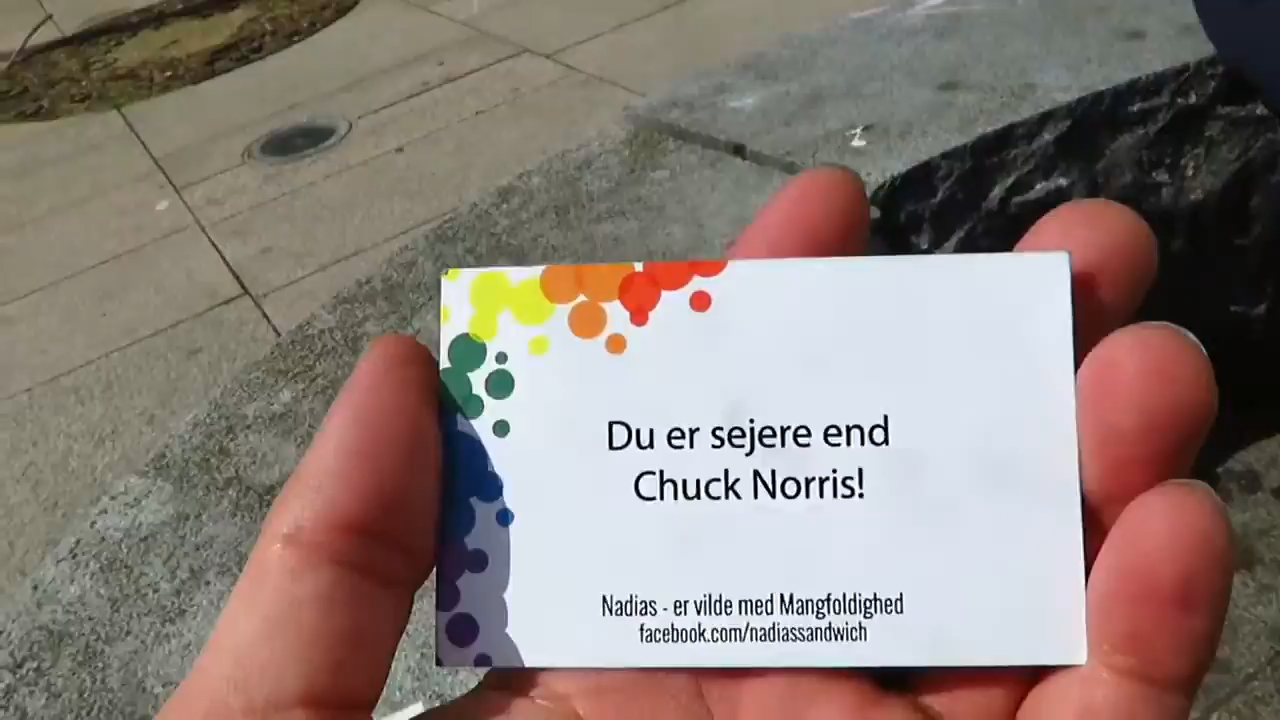 Du er sejere end
Chuck Norris!
Nadias - er vilde med Mangfoldighed
facebook.com/nadiassandwich